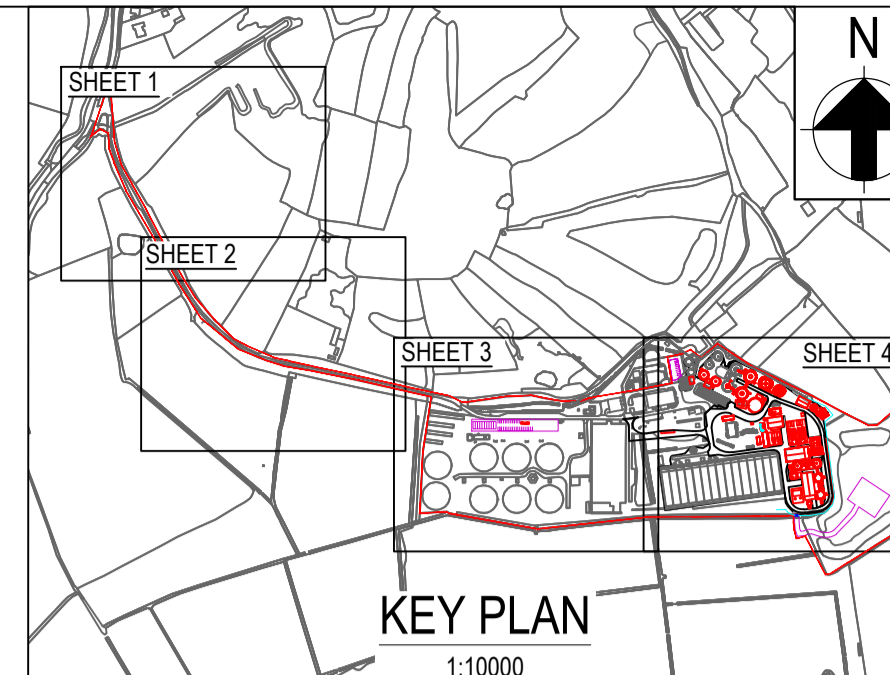 SHEET 1
N
SHEET 2
SHEET 3
SHEET 4
KEY PLAN
1:10000